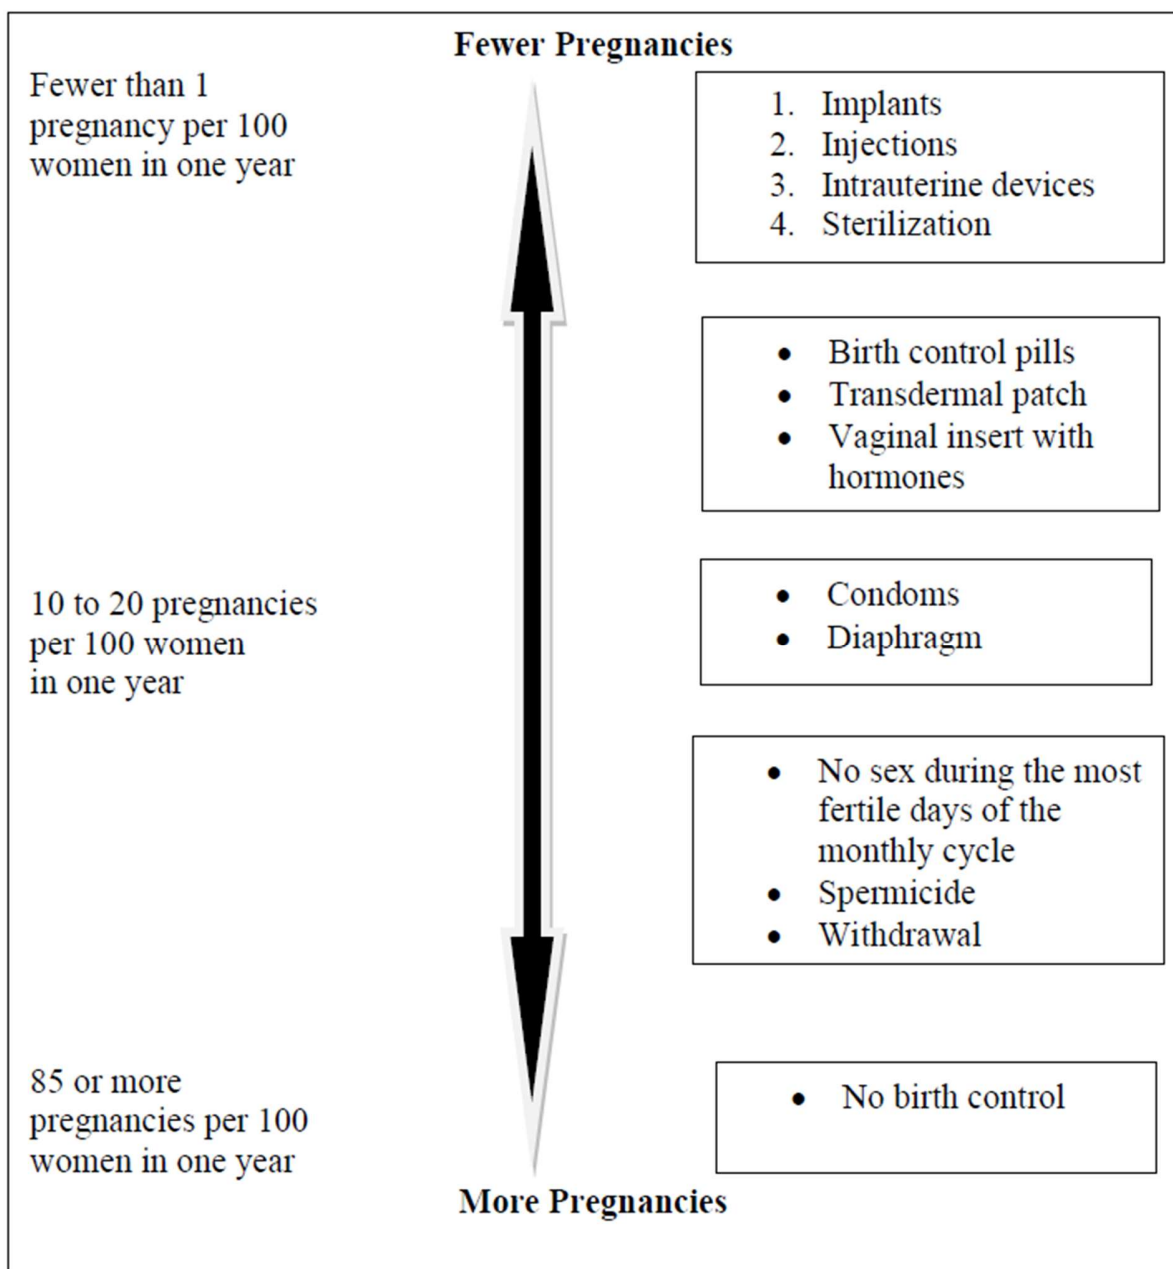 Fewer Pregnancies
Fewer than 1
pregnancy per 100
women in one year
1. Implants
2. Injections
3. Intrauterine devices
4. Sterilization
• Birth control pills
• Transdermal patch
• Vaginal insert with
hormones
10 to 20 pregnancies
per 100 women
in one year
• Condoms
• Diaphragm
• No sex during the most
fertile days of the
monthly cycle
• Spermicide
• Withdrawal
85 or more
pregnancies per 100
women in one year
• No birth control
More Pregnancies